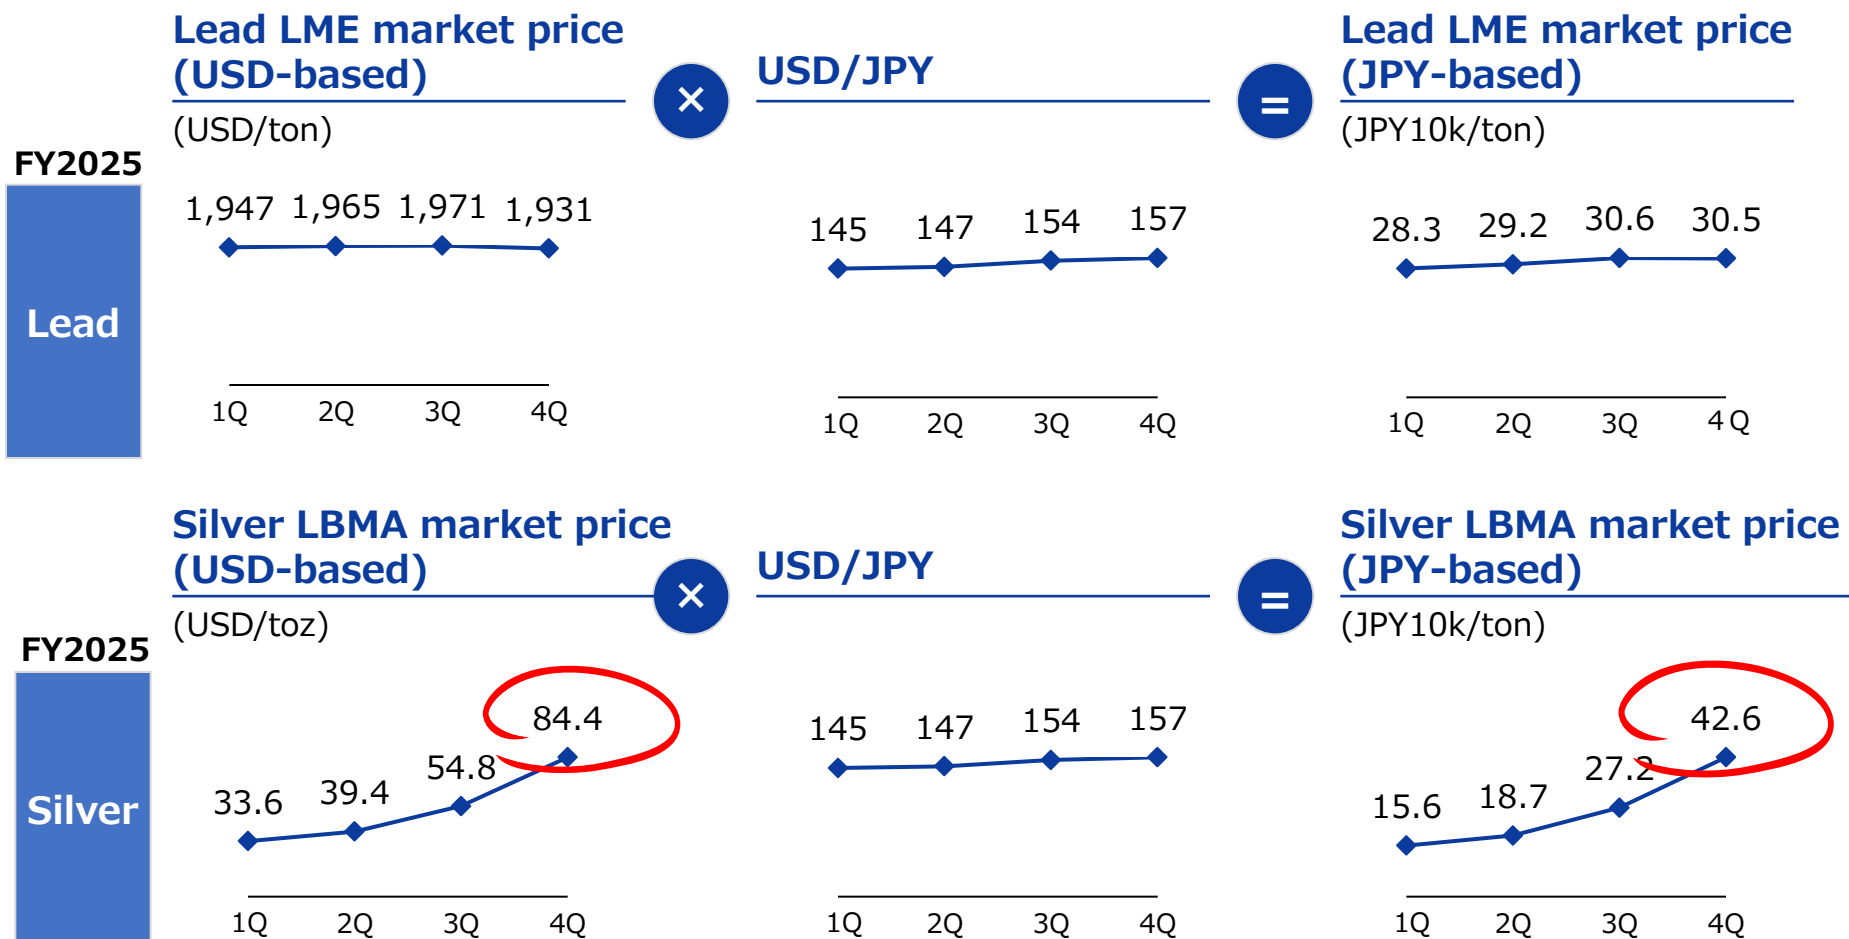 Lead LME market price
(USD-based)
×
USD/JPY
=
Lead LME market price
(JPY-based)
(USD/ton)
(JPY10k/ton)
FY2025
Lead
1,947 1,965 1,971 1,931
1Q 2Q 3Q 4Q
145 147 154 157
1Q 2Q 3Q 4Q
28.3 29.2 30.6 30.5
1Q 2Q 3Q 4Q
Silver LBMA market price
(USD-based)
×
USD/JPY
=
Silver LBMA market price
(JPY-based)
(USD/toz)
(JPY10k/ton)
FY2025
Silver
33.6 39.4 54.8 84.4
1Q 2Q 3Q 4Q
145 147 154 157
1Q 2Q 3Q 4Q
15.6 18.7 27.2 42.6
1Q 2Q 3Q 4Q